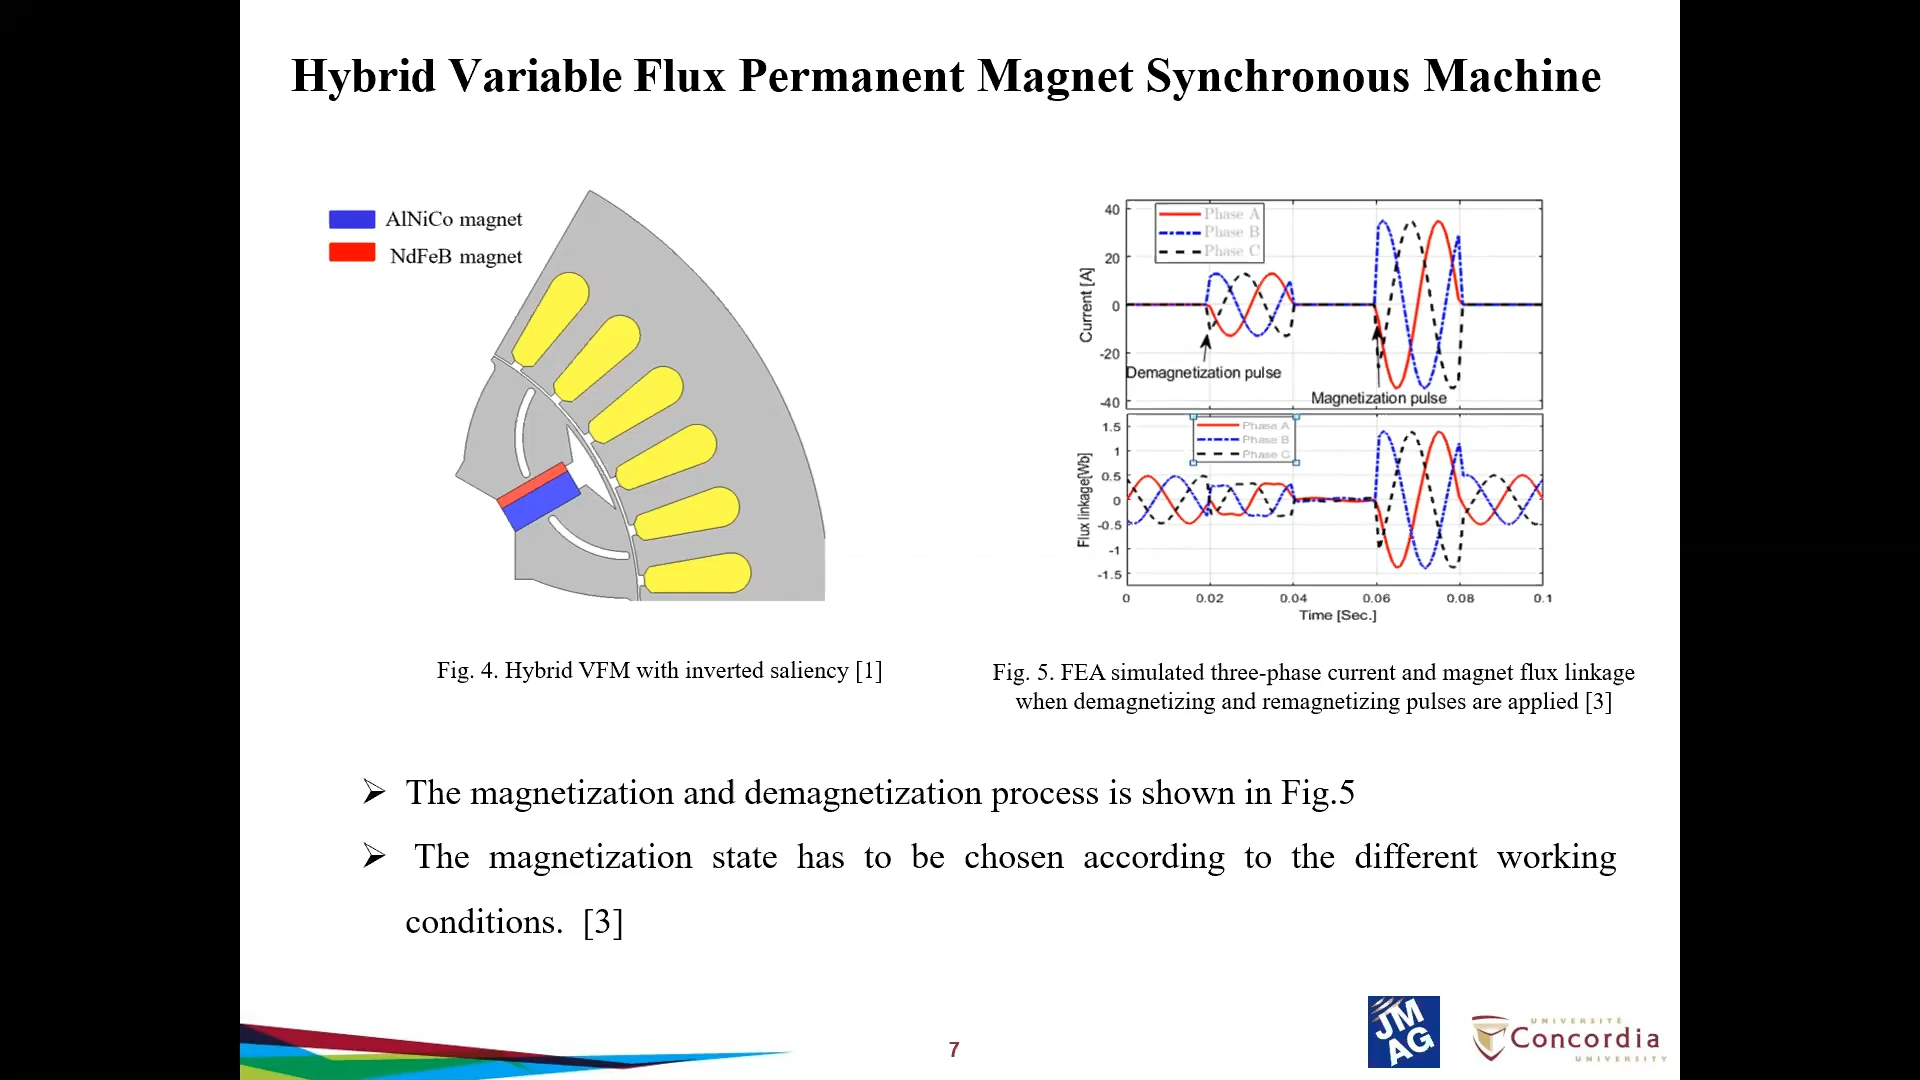 Hybrid Variable Flux Permanent Magnet Synchronous Machine
AlNiCo magnet
NdFeB magnet
Fig. 4. Hybrid VFM with inverted saliency [1]
Phase A
Phase B
Phase C
40
20
0
-20
-40
Current [A]
Demagnetization pulse
Magnetization pulse
Phase A
Phase B
Phase C
1.5
1
0.5
0
-0.5
-1
-1.5
Flux linkage[Wb]
0 0.02 0.04 0.06 0.08 0.1
Time [Sec.]
Fig. 5. FEA simulated three-phase current and magnet flux linkage
when demagnetizing and remagnetizing pulses are applied [3]
➢ The magnetization and demagnetization process is shown in Fig.5
➢ The magnetization state has to be chosen according to the different working
conditions. [3]
7
JM
AG
UNIVERSITÉ
Concordia
UNIVERSITY